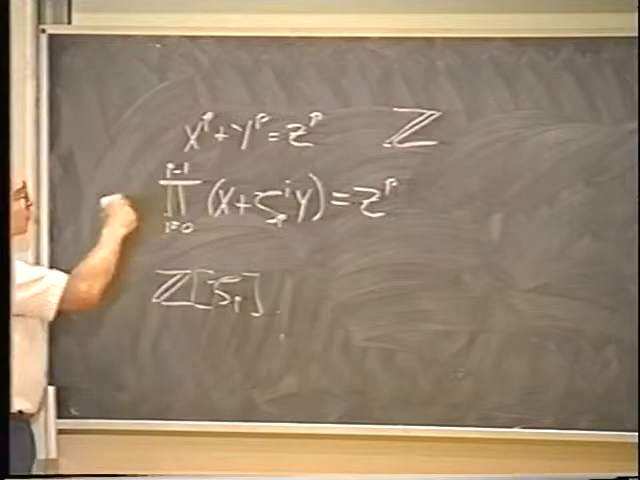 x^p + y^p = z^p ℤ
∏_{i=0}^{p-1} (x + ζ_p^i y) = z^p
ℤ[ζ_p]